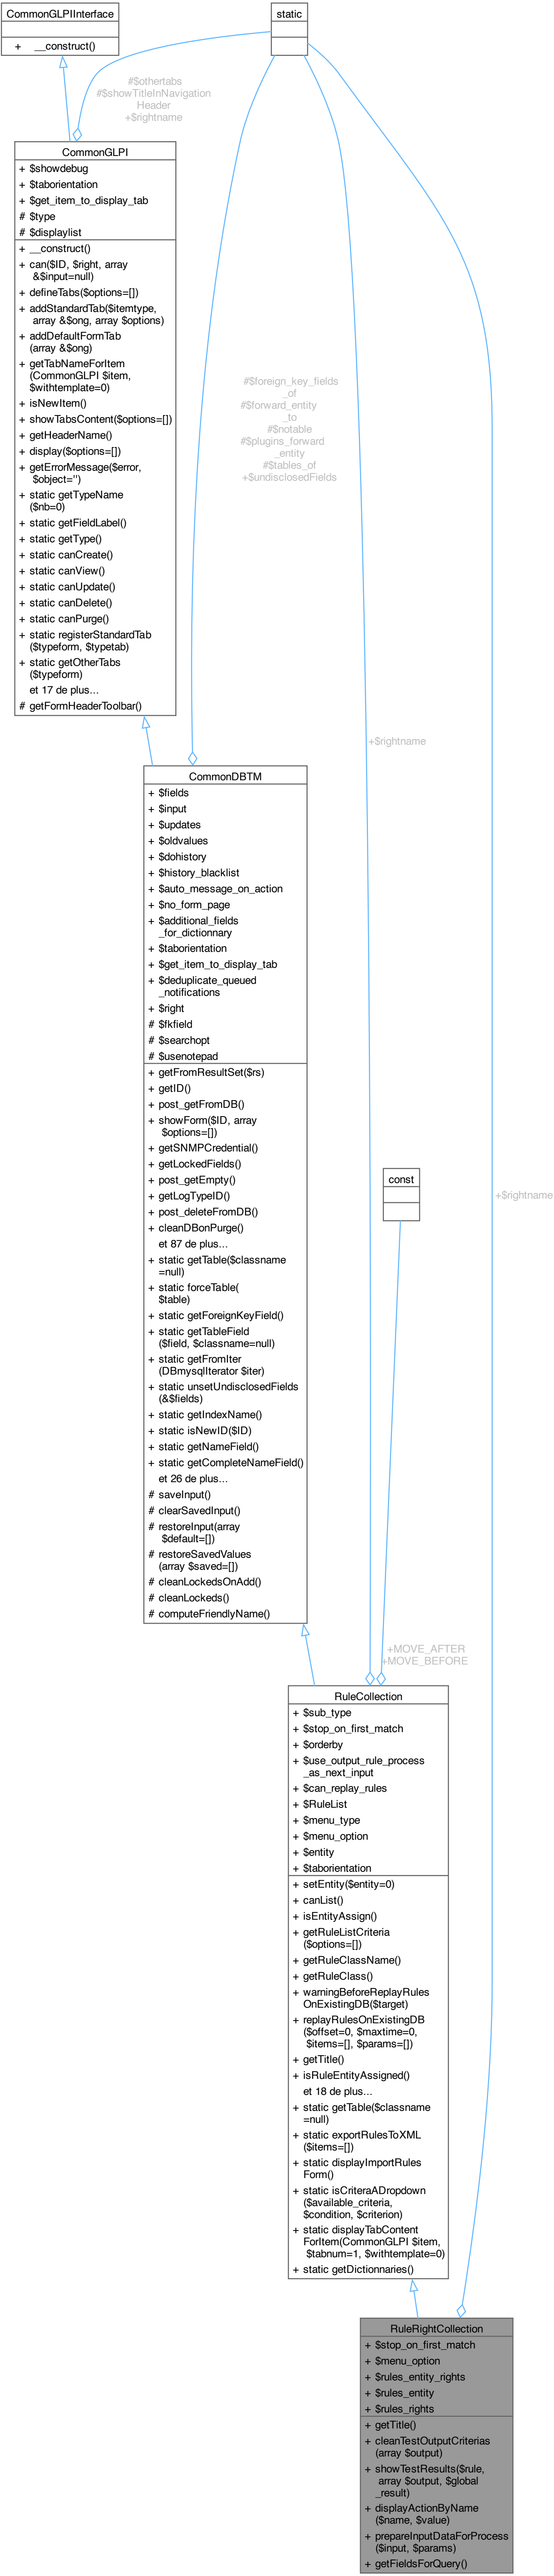 CommonGLPIInterface
+ __construct()
static
#$othertabs
#$showTitleInNavigation
Header
+$rightname
CommonGLPI
+ $showdebug
+ $taborientation
+ $get_item_to_display_tab
# $type
# $displaylist
+ __construct()
+ can($ID, $right, array
&$input=null)
+ defineTabs($options=[])
+ addStandardTab($itemtype,
array &$ong, array $options)
+ addDefaultFormTab
(array &$ong)
+ getTabNameForItem
(CommonGLPI $item,
$withtemplate=0)
+ isNewItem()
+ showTabsContent($options=[])
+ getHeaderName()
+ display($options=[])
+ getErrorMessage($error,
$object='')
+ static getTypeName
($nb=0)
+ static getFieldLabel()
+ static getType()
+ static canCreate()
+ static canView()
+ static canUpdate()
+ static canDelete()
+ static canPurge()
+ static registerStandardTab
($typeform, $typetab)
+ static getOtherTabs
($typeform)
et 17 de plus...
# getFormHeaderToolbar()
#$foreign_key_fields
_of
#$forward_entity
_to
#$notable
#$plugins_forward
_entity
#$tables_of
+$undisclosedFields
+$rightname
CommonDBTM
+ $fields
+ $input
+ $updates
+ $oldvalues
+ $dohistory
+ $history_blacklist
+ $auto_message_on_action
+ $no_form_page
+ $additional_fields
_for_dictionnary
+ $taborientation
+ $get_item_to_display_tab
+ $deduplicate_queued
_notifications
+ $right
# $fkfield
# $searchopt
# $usenotepad
+ getFromResultSet($rs)
+ getID()
+ post_getFromDB()
+ showForm($ID, array
$options=[])
+ getSNMPCredential()
+ getLockedFields()
+ post_getEmpty()
+ getLogTypeID()
+ post_deleteFromDB()
+ cleanDBonPurge()
et 87 de plus...
+ static getTable($classname
=null)
+ static forceTable(
$table)
+ static getForeignKeyField()
+ static getTableField
($field, $classname=null)
+ static getFromIter
(DBmysqlIterator $iter)
+ static unsetUndisclosedFields
(&$fields)
+ static getIndexName()
+ static isNewID($ID)
+ static getNameField()
+ static getCompleteNameField()
et 26 de plus...
# saveInput()
# clearSavedInput()
# restoreInput(array
$default=[])
# restoreSavedValues
(array $saved=[])
# cleanLockedsOnAdd()
# cleanLockeds()
# computeFriendlyName()
const
+$rightname
+MOVE_AFTER
+MOVE_BEFORE
RuleCollection
+ $sub_type
+ $stop_on_first_match
+ $orderby
+ $use_output_rule_process
_as_next_input
+ $can_replay_rules
+ $RuleList
+ $menu_type
+ $menu_option
+ $entity
+ $taborientation
+ setEntity($entity=0)
+ canList()
+ isEntityAssign()
+ getRuleListCriteria
($options=[])
+ getRuleClassName()
+ getRuleClass()
+ warningBeforeReplayRules
OnExistingDB($target)
+ replayRulesOnExistingDB
($offset=0, $maxtime=0,
$items=[], $params=[])
+ getTitle()
+ isRuleEntityAssigned()
et 18 de plus...
+ static getTable($classname
=null)
+ static exportRulesToXML
($items=[])
+ static displayImportRules
Form()
+ static isCriteraADropdown
($available_criteria,
$condition, $criterion)
+ static displayTabContent
ForItem(CommonGLPI $item,
$tabnum=1, $withtemplate=0)
+ static getDictionnaries()
RuleRightCollection
+ $stop_on_first_match
+ $menu_option
+ $rules_entity_rights
+ $rules_entity
+ $rules_rights
+ getTitle()
+ cleanTestOutputCriterias
(array $output)
+ showTestResults($rule,
array $output, $global
_result)
+ displayActionByName
($name, $value)
+ prepareInputDataForProcess
($input, $params)
+ getFieldsForQuery()